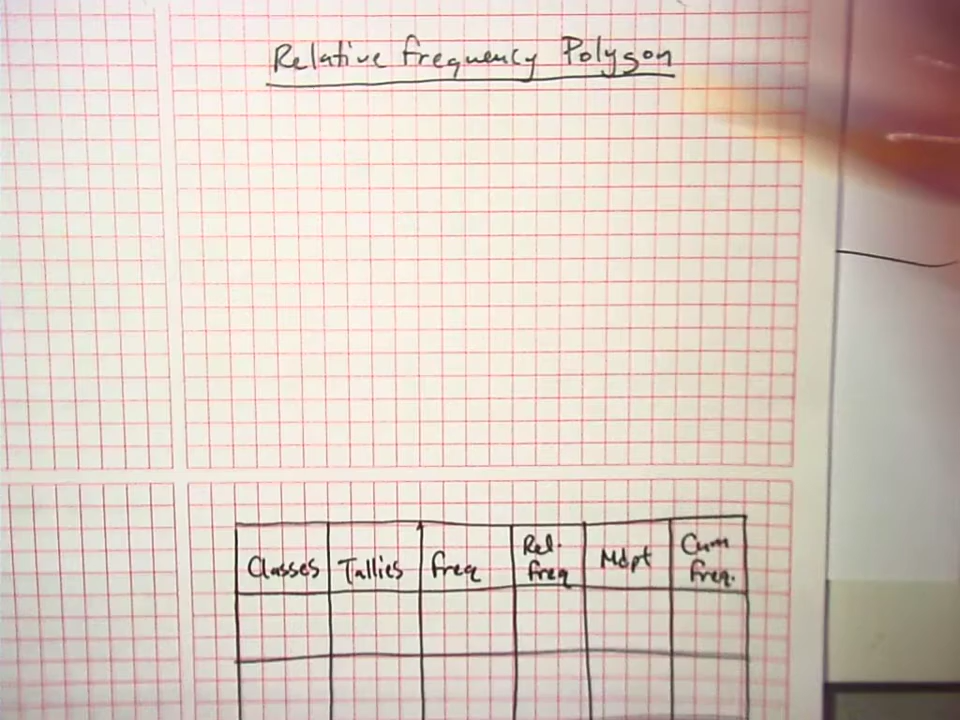 Relative Frequency Polygon
Classes Tallies freq Rel. freq Mdpt Cum freq.